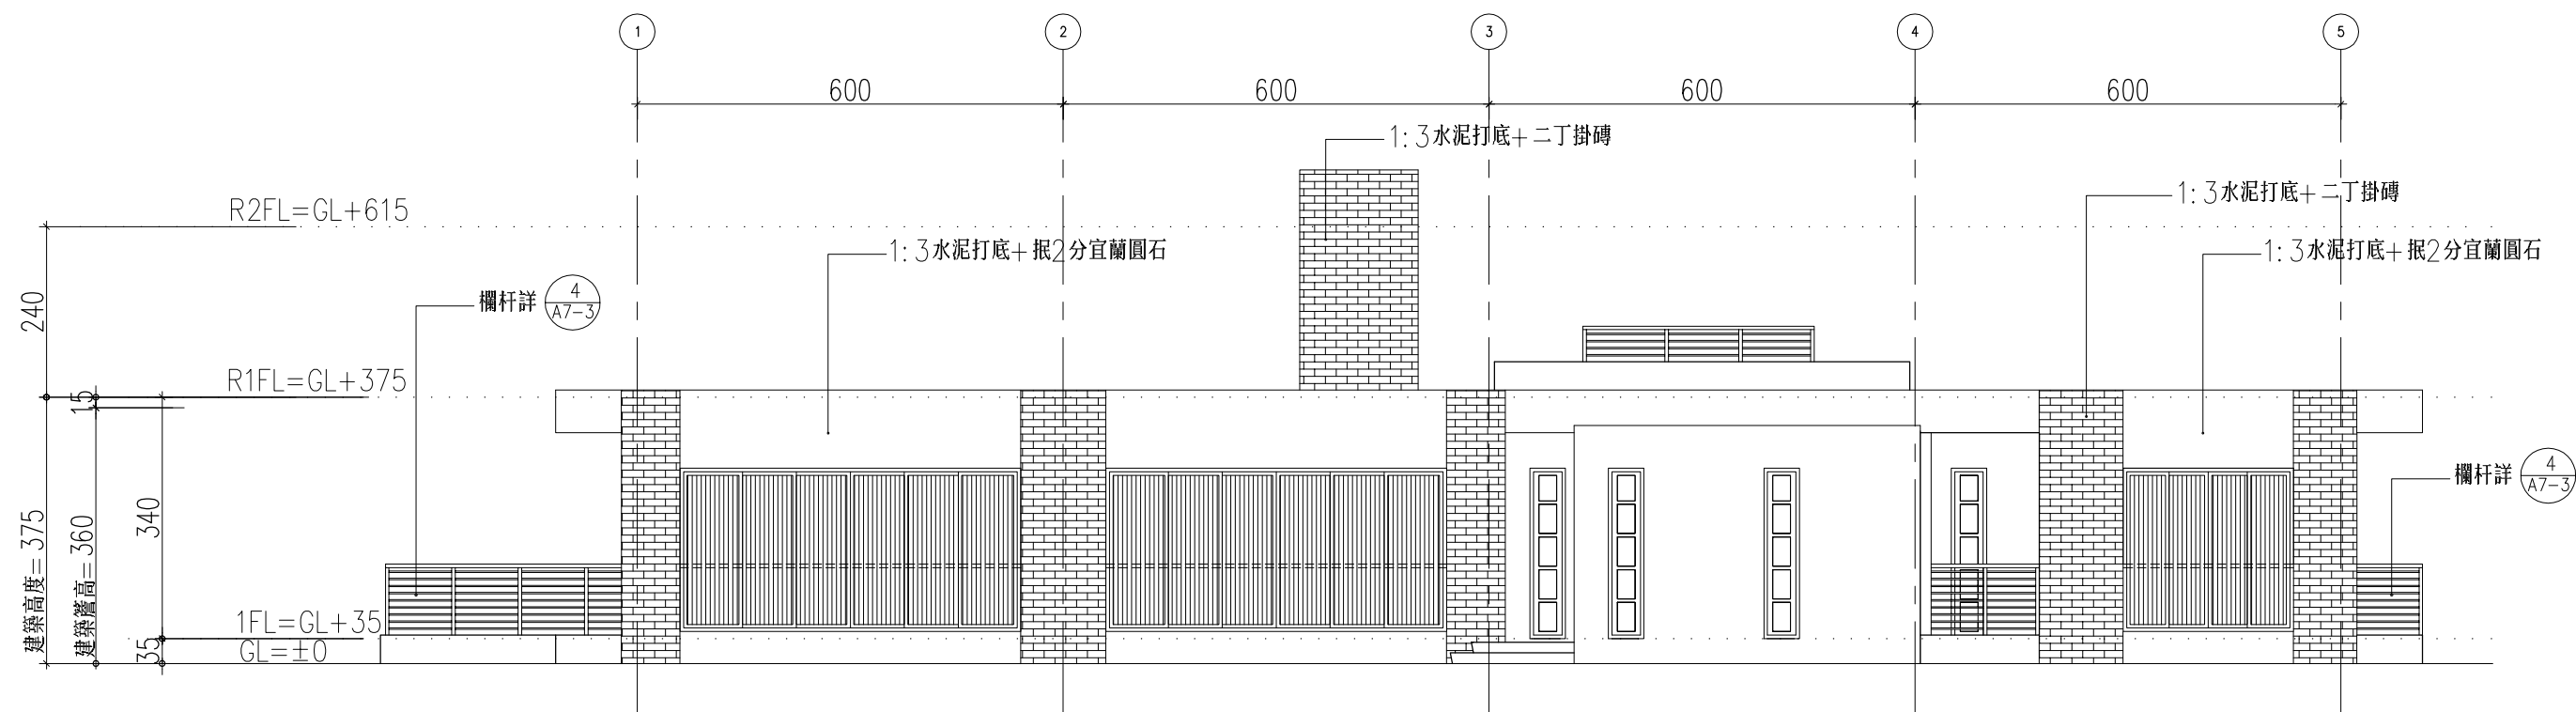 1
2
3
4
5
600
600
600
600
1:3水泥打底+二丁掛磚
1:3水泥打底+二丁掛磚
R2FL=GL+615
1:3水泥打底+抿2分宜蘭圓石
1:3水泥打底+抿2分宜蘭圓石
欄杆詳
4
A7-3
240
R1FL=GL+375
15
欄杆詳
4
A7-3
建築高度=375
建築簷高=360
340
1FL=GL+35
35
GL=±0